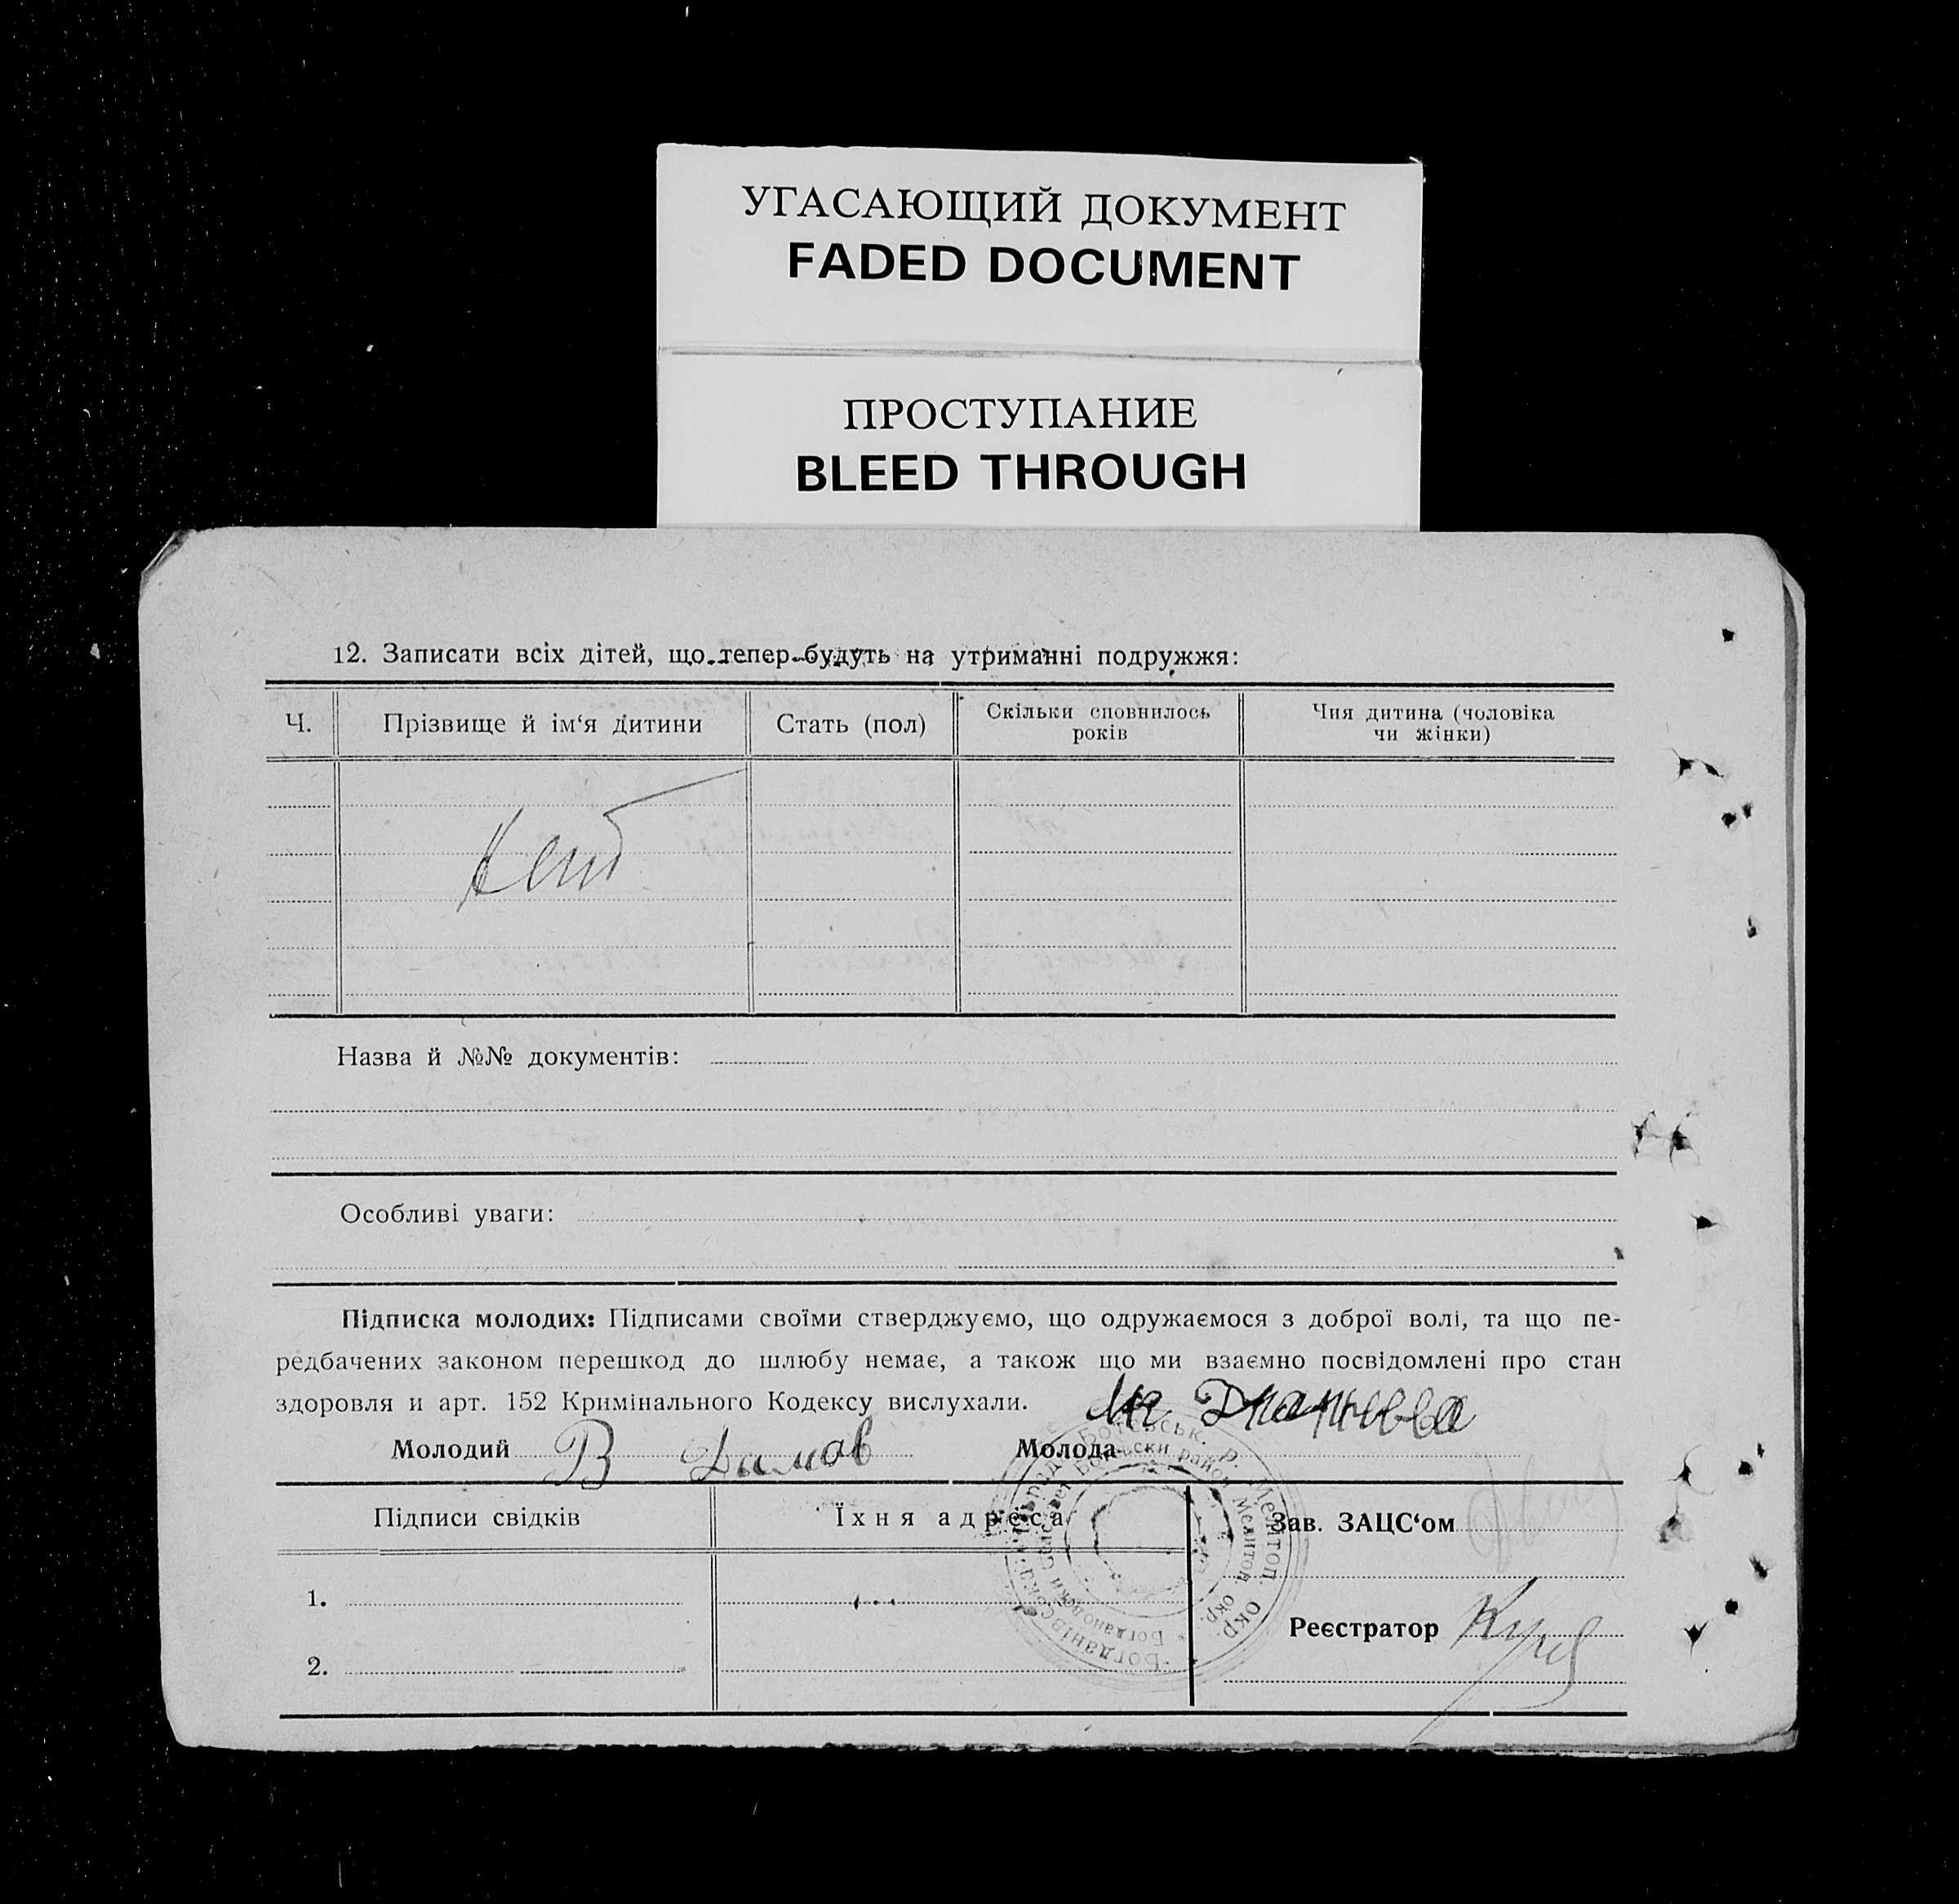 УГАСАЮЩИЙ ДОКУМЕНТ
FADED DOCUMENT
ПРОСТУПАНИЕ
BLEED THROUGH
12. Записати всіх дітей, що тепер будуть на утриманні подружжя:
Ч. Прізвище й ім‘я дитини Стать (пол) Скільки сповнилось років Чия дитина (чоловіка чи жінки)
Назва й №№ документів:
Особливі уваги:
Підписка молодих: Підписами своїми стверджуємо, що одружаємося з доброї волі, та що пе-
редбачених законом перешкод до шлюбу немає, а також що ми взаємно посвідомлені про стан
здоровля и арт. 152 Кримінального Кодексу вислухали.
Молодий В Молода
Підписи свідків Їхня адреса Зав. ЗАЦС‘ом
1.
Реєстратор
2.